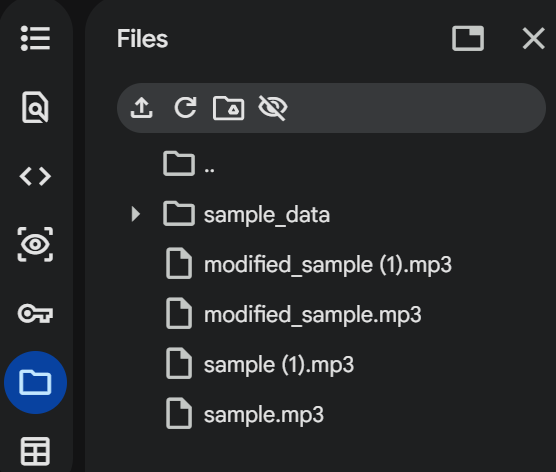 Files
..
sample_data
modified_sample (1).mp3
modified_sample.mp3
sample (1).mp3
sample.mp3